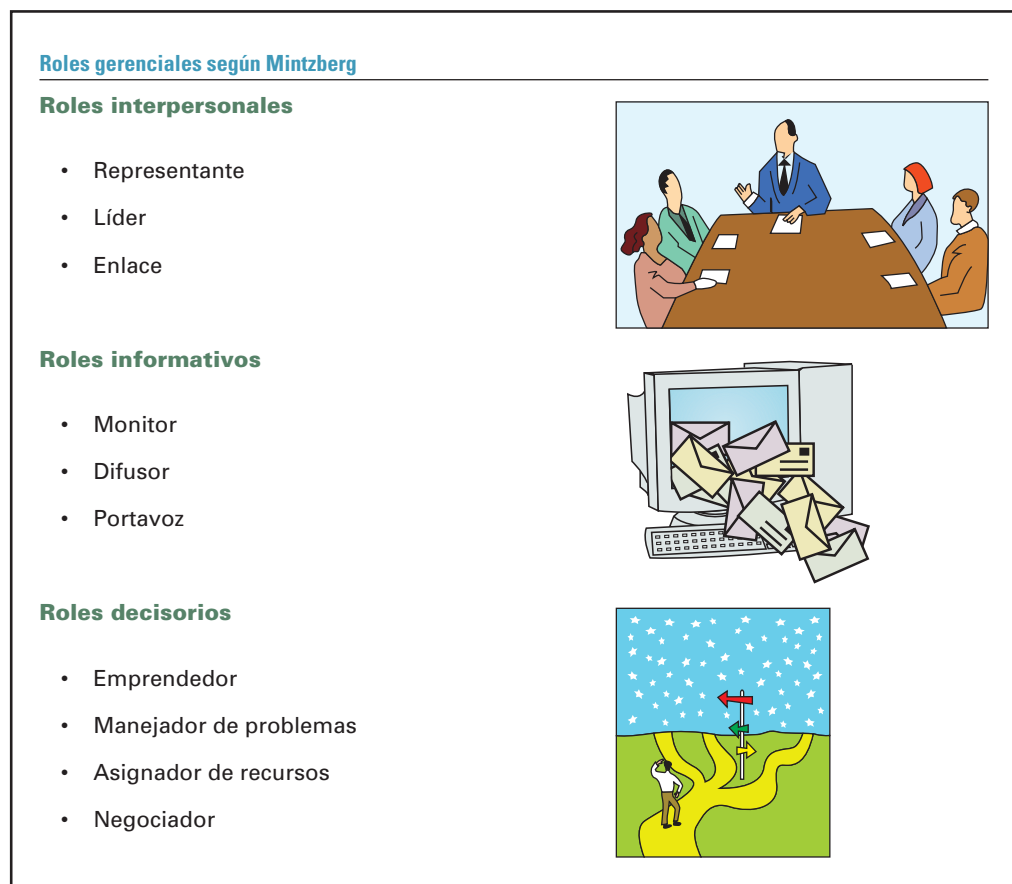 Roles gerenciales según Mintzberg
Roles interpersonales
• Representante
• Líder
• Enlace
Roles informativos
• Monitor
• Difusor
• Portavoz
Roles decisorios
• Emprendedor
• Manejador de problemas
• Asignador de recursos
• Negociador